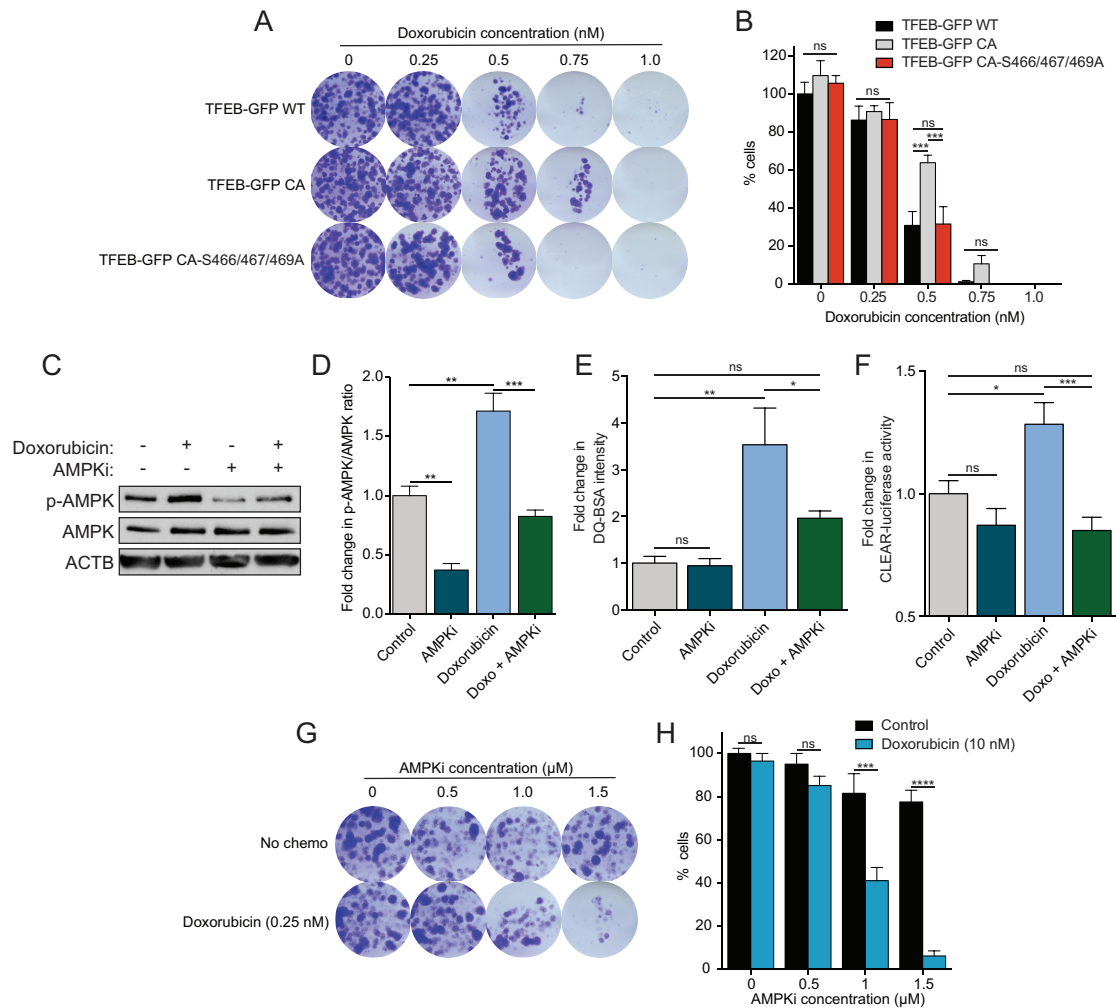 A
Doxorubicin concentration (nM)
0 0.25 0.5 0.75 1.0
TFEB-GFP WT
TFEB-GFP CA
TFEB-GFP CA-S466/467/469A
B
TFEB-GFP WT
TFEB-GFP CA
TFEB-GFP CA-S466/467/469A
% cells
120
100
80
60
40
20
0
ns
ns
ns
*** ***
ns
0 0.25 0.5 0.75 1.0
Doxorubicin concentration (nM)
C
Doxorubicin: - + - +
AMPKi: - - + +
p-AMPK
AMPK
ACTB
D
Fold change in p-AMPK/AMPK ratio
2.0
1.5
1.0
0.5
0.0
** ***
**
Control AMPKi Doxorubicin Doxo + AMPKi
E
Fold change in
DQ-BSA intensity
5
4
3
2
1
0
ns
** *
ns
Control AMPKi Doxorubicin Doxo + AMPKi
F
Fold change in
CLEAR-luciferase activity
1.5
1.0
0.5
ns
* ***
ns
Control AMPKi Doxorubicin Doxo + AMPKi
G
AMPKi concentration (µM)
0 0.5 1.0 1.5
No chemo
Doxorubicin (0.25 nM)
H
Control
Doxorubicin (10 nM)
% cells
100
80
60
40
20
0
ns ns *** ****
0 0.5 1 1.5
AMPKi concentration (µM)